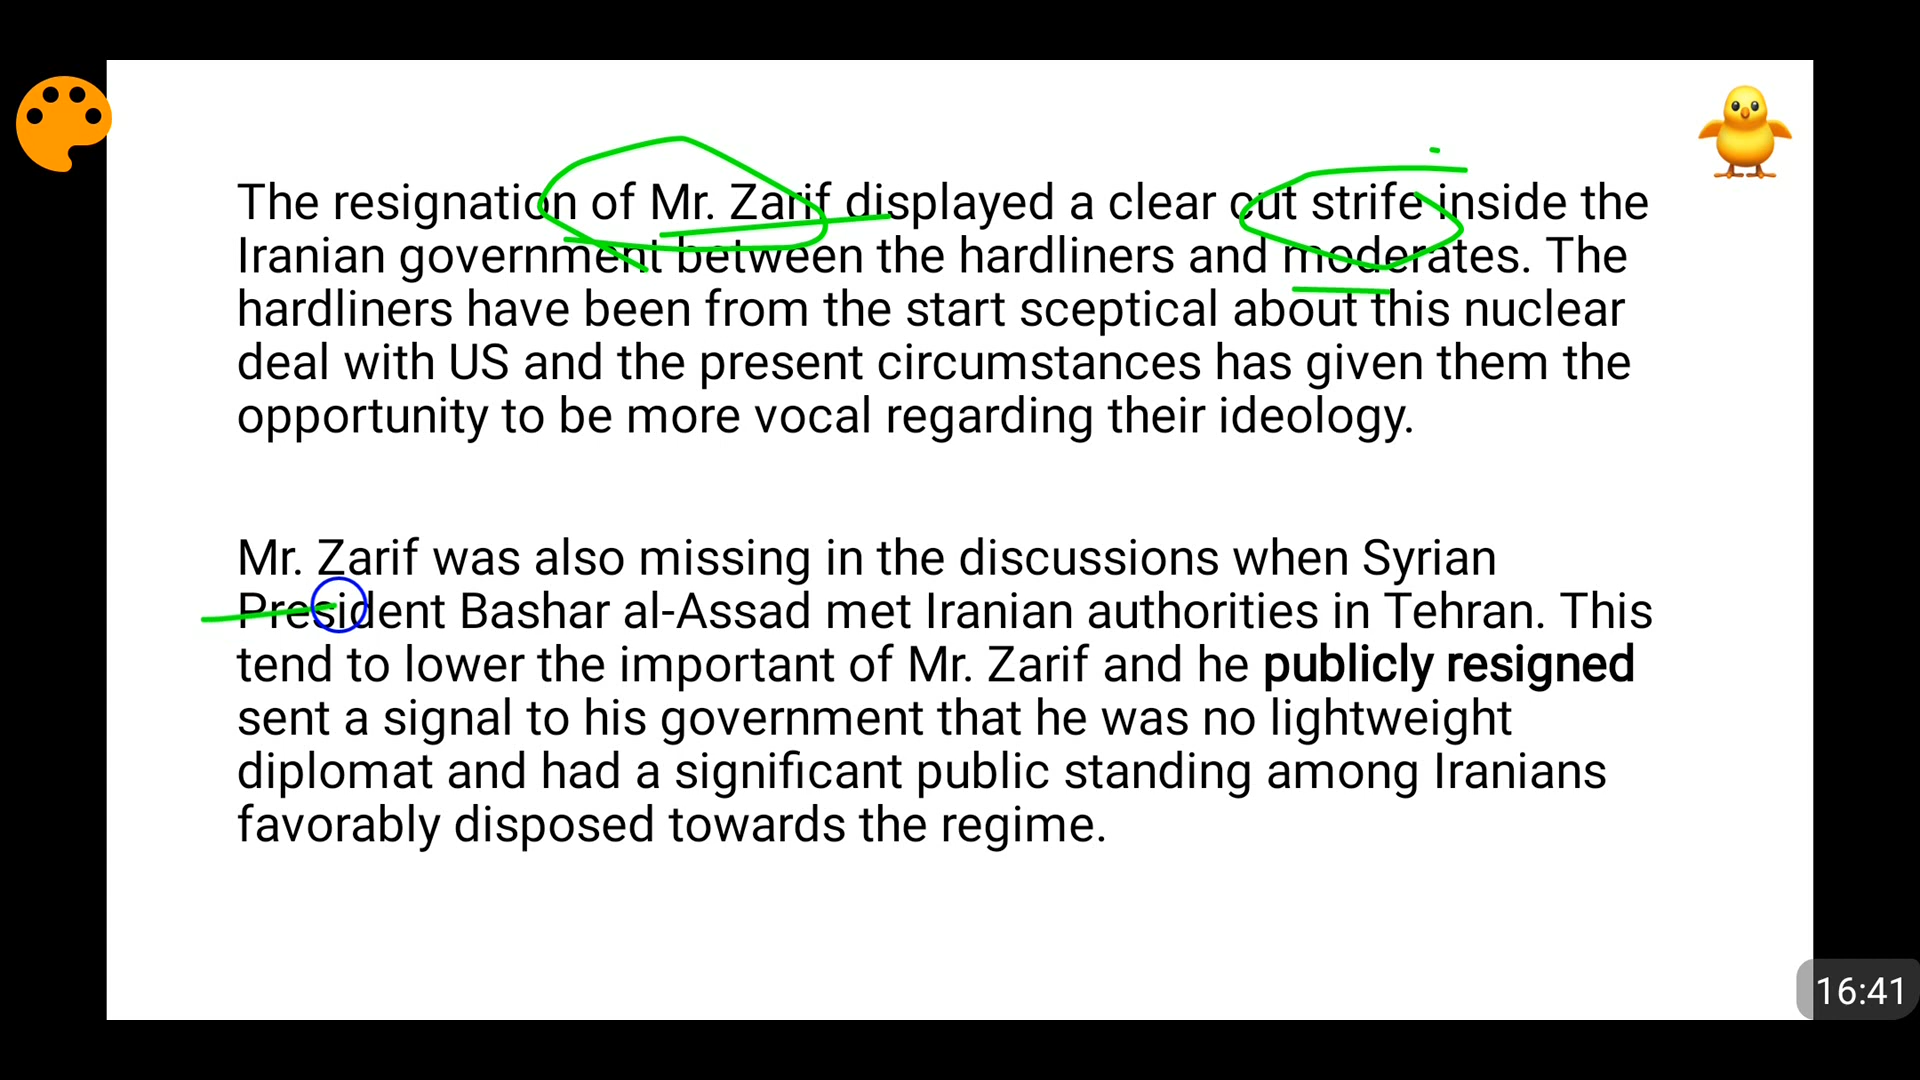 The resignation of Mr. Zarif displayed a clear cut strife inside the
Iranian government between the hardliners and moderates. The
hardliners have been from the start sceptical about this nuclear
deal with US and the present circumstances has given them the
opportunity to be more vocal regarding their ideology.
Mr. Zarif was also missing in the discussions when Syrian
President Bashar al-Assad met Iranian authorities in Tehran. This
tend to lower the important of Mr. Zarif and he publicly resigned
sent a signal to his government that he was no lightweight
diplomat and had a significant public standing among Iranians
favorably disposed towards the regime.
16:41